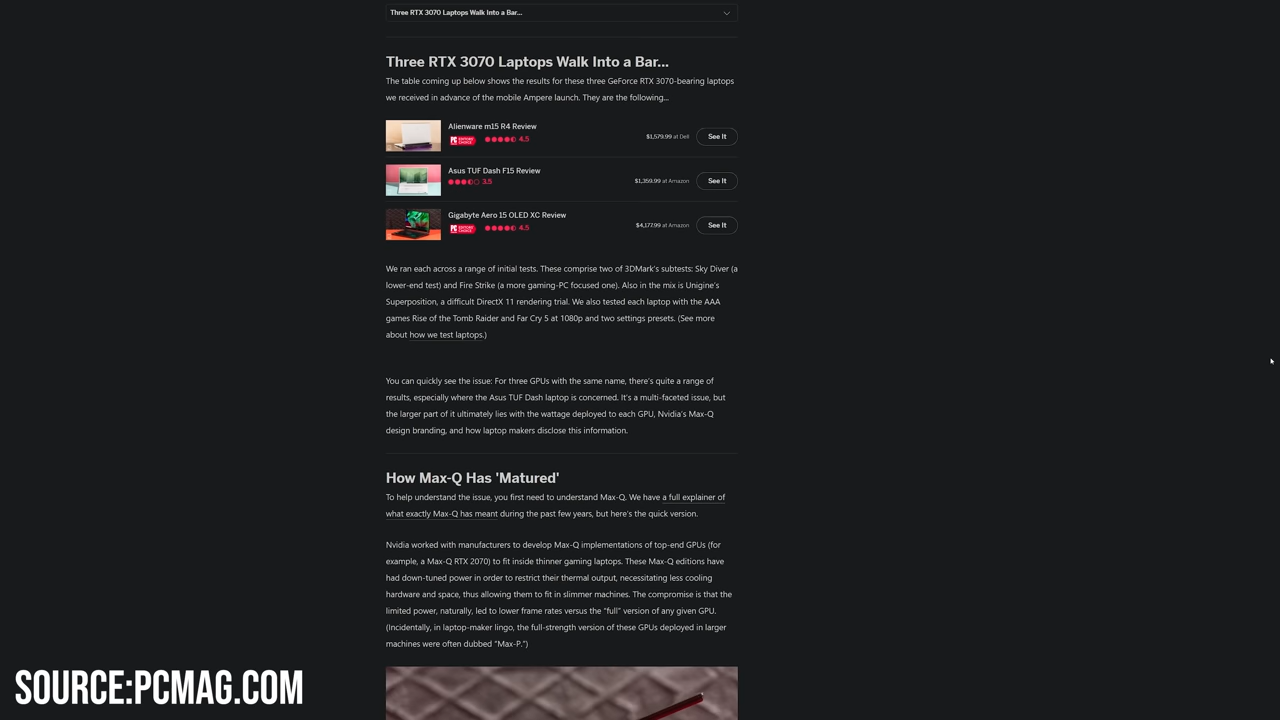 Three RTX 3070 Laptops Walk Into a Bar...
Three RTX 3070 Laptops Walk Into a Bar...
The table coming up below shows the results for these three GeForce RTX 3070-bearing laptops
we received in advance of the mobile Ampere launch. They are the following...
Alienware m15 R4 Review
PC EDITORS' CHOICE 4.5
$1,579.99 at Dell
See It
Asus TUF Dash F15 Review
3.5
$1,359.99 at Amazon
See It
Gigabyte Aero 15 OLED XC Review
PC EDITORS' CHOICE 4.5
$4,177.99 at Amazon
See It
We ran each across a range of initial tests. These comprise two of 3DMark's subtests: Sky Diver (a
lower-end test) and Fire Strike (a more gaming-PC focused one). Also in the mix is Unigine's
Superposition, a difficult DirectX 11 rendering trial. We also tested each laptop with the AAA
games Rise of the Tomb Raider and Far Cry 5 at 1080p and two settings presets. (See more
about how we test laptops.)
You can quickly see the issue: For three GPUs with the same name, there's quite a range of
results, especially where the Asus TUF Dash laptop is concerned. It's a multi-faceted issue, but
the larger part of it ultimately lies with the wattage deployed to each GPU, Nvidia's Max-Q
design branding, and how laptop makers disclose this information.
How Max-Q Has 'Matured'
To help understand the issue, you first need to understand Max-Q. We have a full explainer of
what exactly Max-Q has meant during the past few years, but here's the quick version.
Nvidia worked with manufacturers to develop Max-Q implementations of top-end GPUs (for
example, a Max-Q RTX 2070) to fit inside thinner gaming laptops. These Max-Q editions have
had down-tuned power in order to restrict their thermal output, necessitating less cooling
hardware and space, thus allowing them to fit in slimmer machines. The compromise is that the
limited power, naturally, led to lower frame rates versus the “full” version of any given GPU.
(Incidentally, in laptop-maker lingo, the full-strength version of these GPUs deployed in larger
machines were often dubbed “Max-P.”)
SOURCE:PCMAG.COM